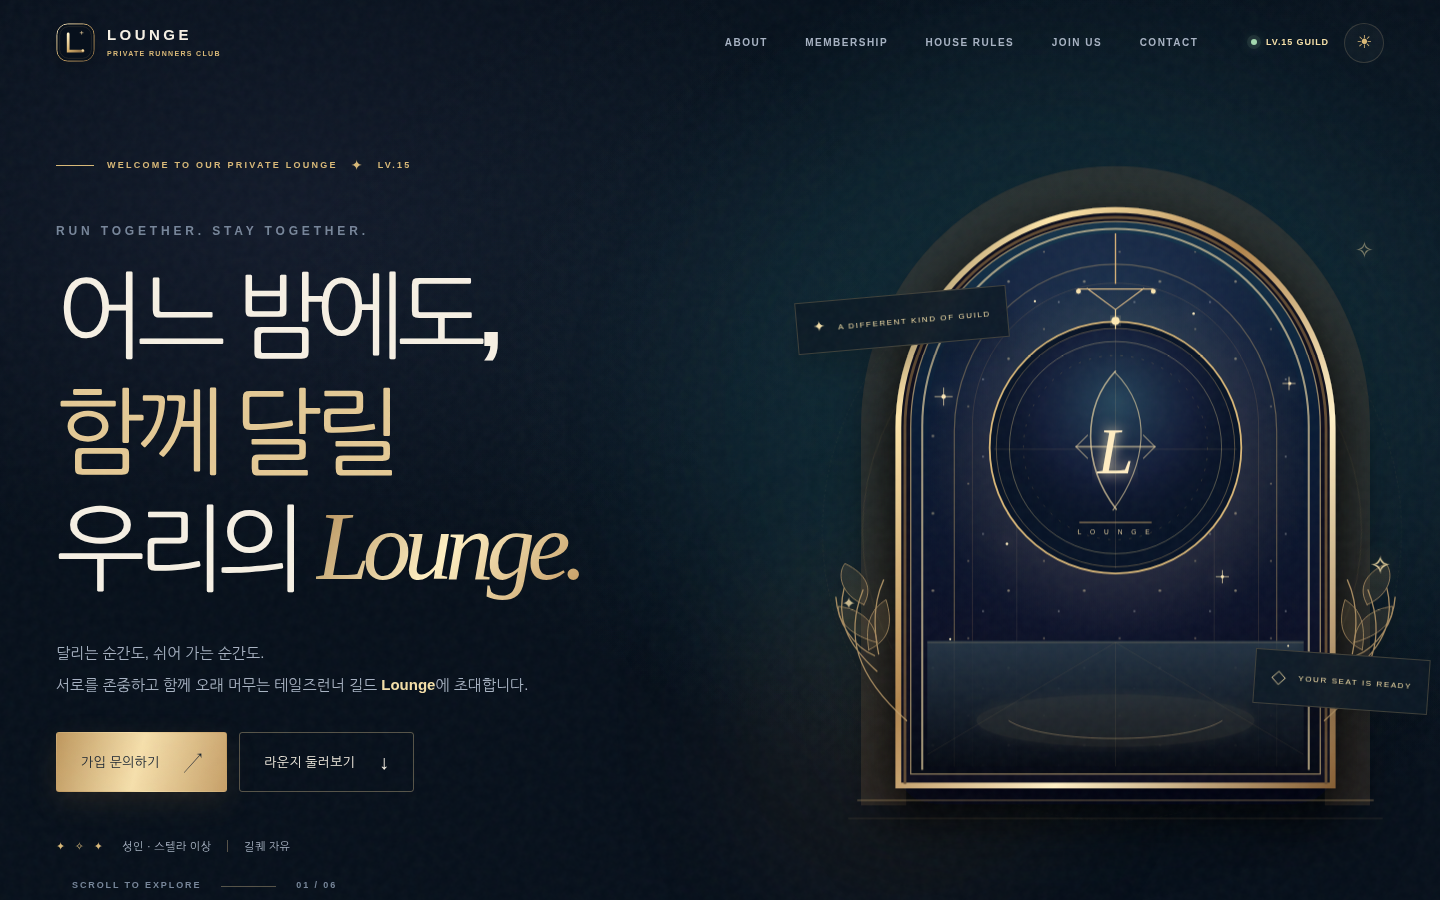 LOUNGE
PRIVATE RUNNERS CLUB
ABOUT
MEMBERSHIP
HOUSE RULES
JOIN US
CONTACT
LV.15 GUILD
WELCOME TO OUR PRIVATE LOUNGE ✦ LV.15
RUN TOGETHER. STAY TOGETHER.
어느 밤에도,
함께 달릴
우리의 Lounge.
달리는 순간도, 쉬어 가는 순간도.
서로를 존중하고 함께 오래 머무는 테일즈런너 길드 Lounge에 초대합니다.
가입 문의하기 ↗
라운지 둘러보기 ↓
✦ ✧ ✦ 성인 · 스텔라 이상 | 길퀘 자유
SCROLL TO EXPLORE
01 / 06
✦ A DIFFERENT KIND OF GUILD
L
LOUNGE
◇ YOUR SEAT IS READY